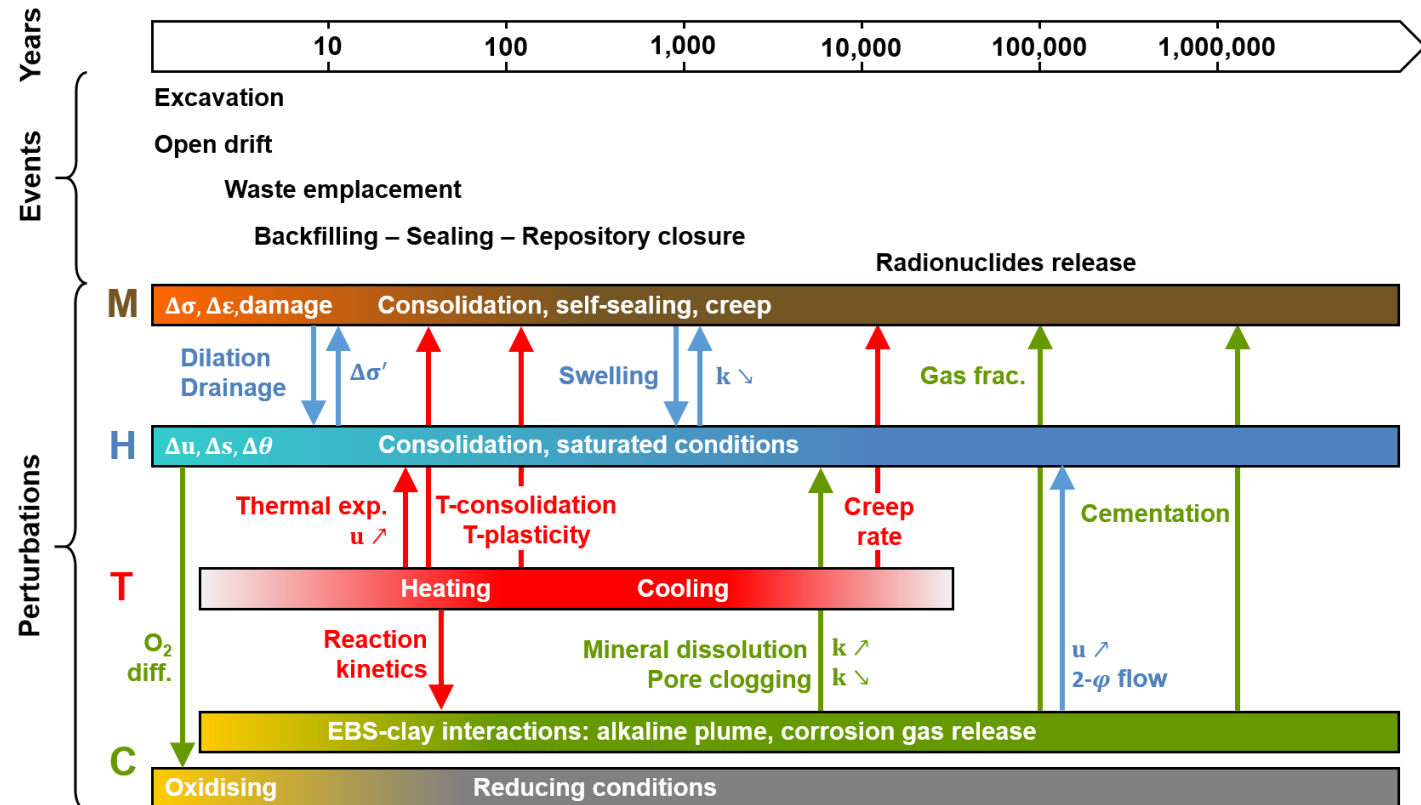 Years
10 100 1,000 10,000 100,000 1,000,000
Events
Excavation
Open drift
Waste emplacement
Backfilling – Sealing – Repository closure
Radionuclides release
Perturbations
M
Δσ, Δε,damage Consolidation, self-sealing, creep
Dilation
Drainage
Δσ′
Swelling
k ↘
Gas frac.
H
Δu, Δs, Δθ Consolidation, saturated conditions
Thermal exp.
u ↗
T-consolidation
T-plasticity
Creep
rate
Cementation
T
Heating Cooling
O₂
diff.
Reaction
kinetics
Mineral dissolution k ↗
Pore clogging k ↘
u ↗
2-φ flow
C
EBS-clay interactions: alkaline plume, corrosion gas release
Oxidising Reducing conditions